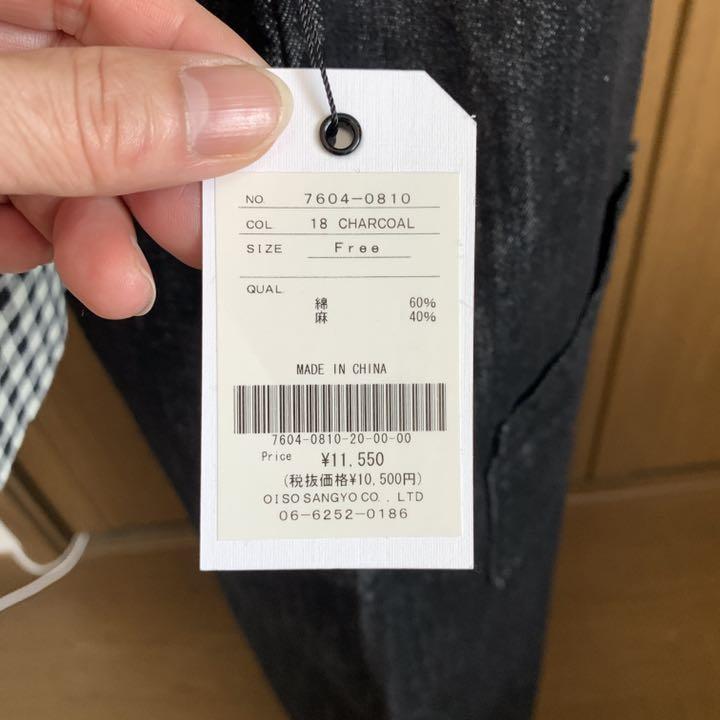 NO. 7604-0810
COL. 18 CHARCOAL
SIZE Free
QUAL.
綿 60%
麻 40%
MADE IN CHINA
7604-0810-20-00-00
Price ¥11,550
(税抜価格¥10,500円)
OISO SANGYO CO., LTD
06-6252-0186